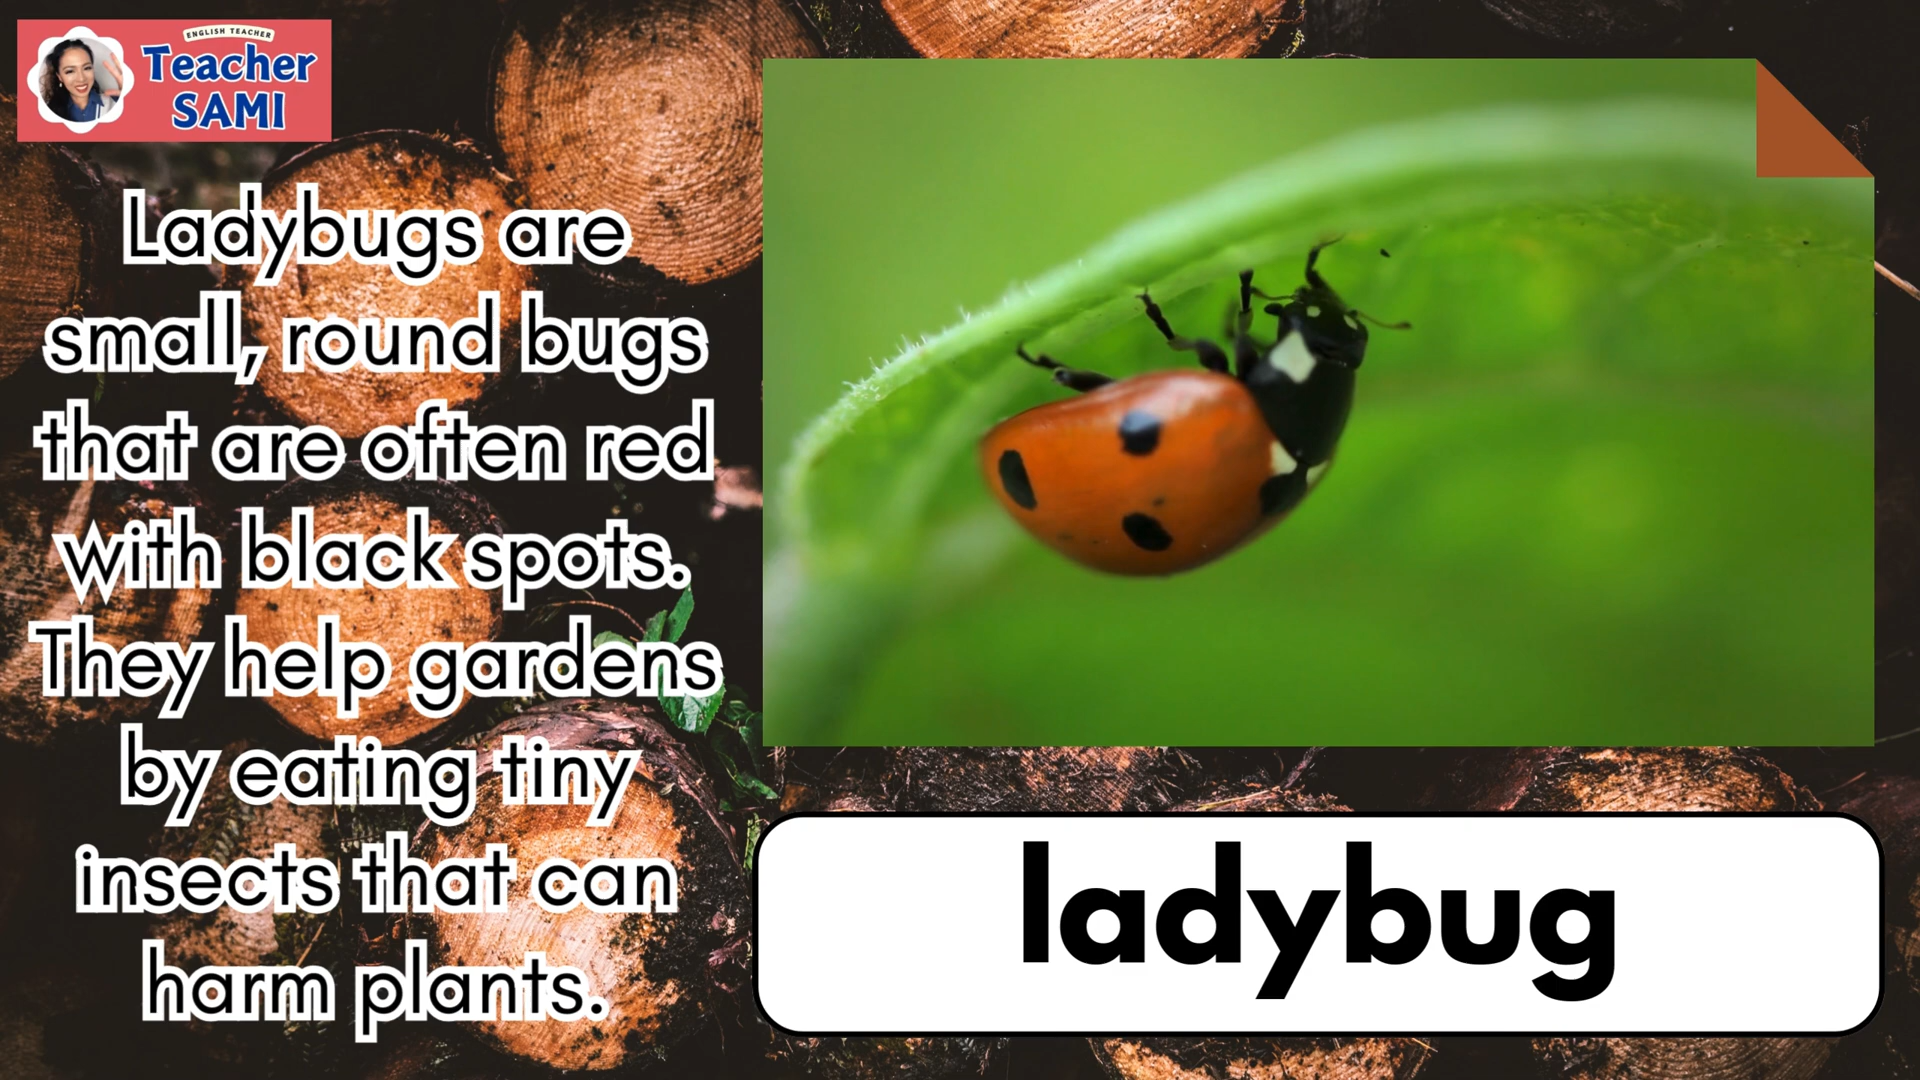 ENGLISH TEACHER
Teacher
SAMI
Ladybugs are
small, round bugs
that are often red
with black spots.
They help gardens
by eating tiny
insects that can
harm plants.
ladybug